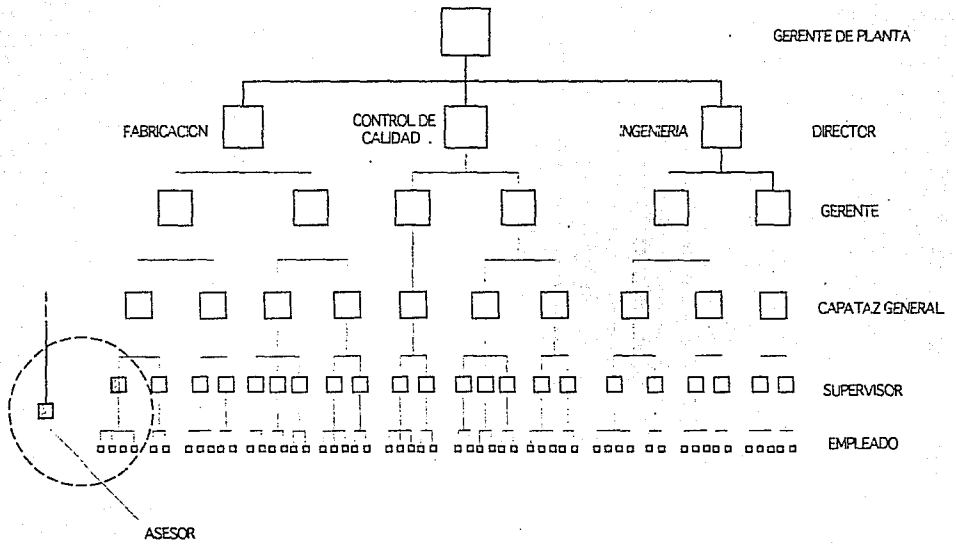 GERENTE DE PLANTA
FABRICACION
CONTROL DE
CALIDAD
INGENIERIA
DIRECTOR
GERENTE
CAPATAZ GENERAL
SUPERVISOR
EMPLEADO
ASESOR